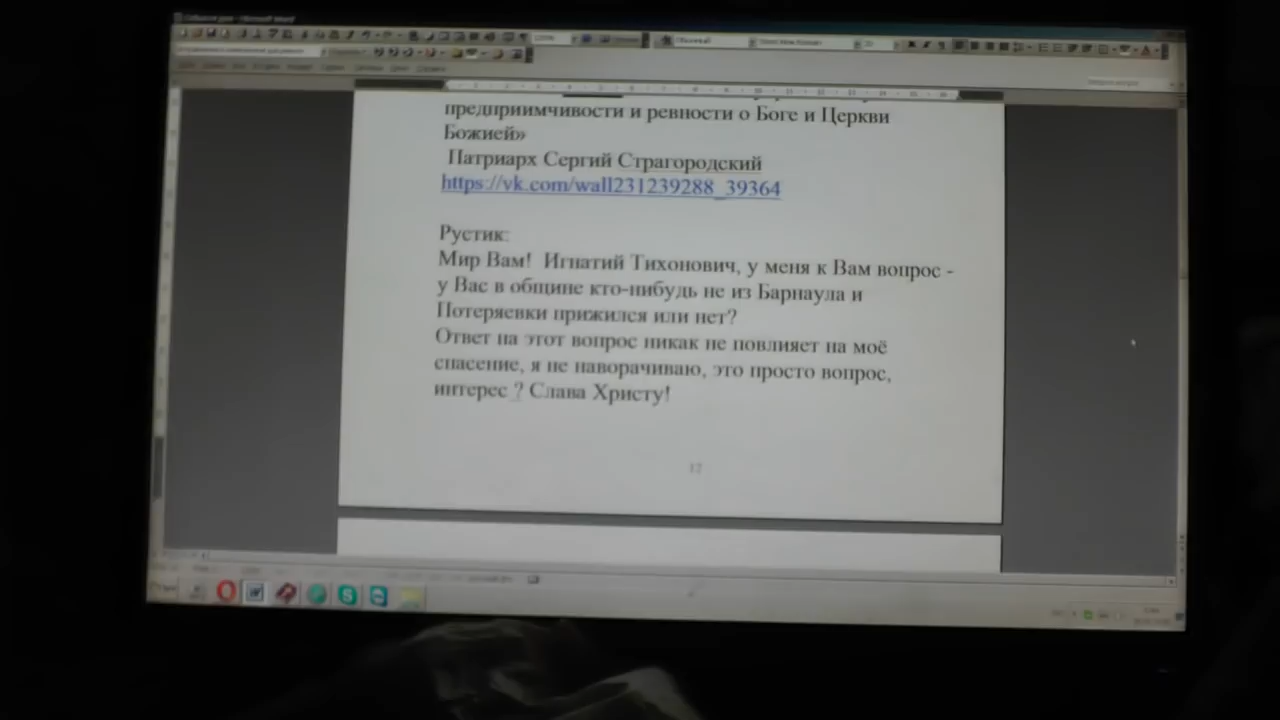 предприимчивости и ревности о Боге и Церкви
Божией»
Патриарх Сергий Страгородский
https://vk.com/wall231239288_39364
Рустик:
Мир Вам! Игнатий Тихонович, у меня к Вам вопрос -
у Вас в общине кто-нибудь не из Барнаула и
Потеряевки прижился или нет?
Ответ на этот вопрос никак не повлияет на моё
спасение, я не наворачиваю, это просто вопрос,
интерес ? Слава Христу!
12